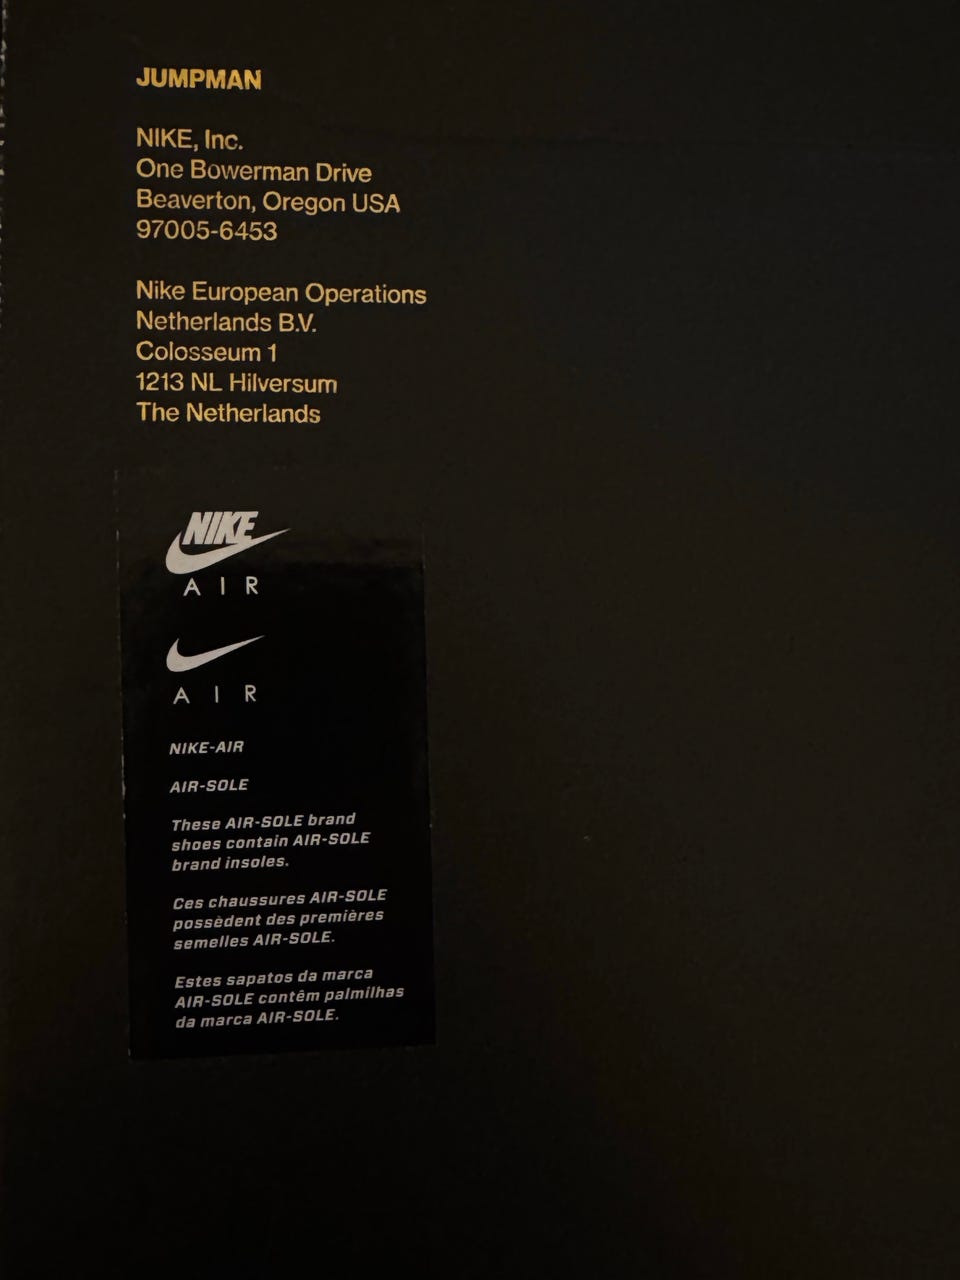 JUMPMAN
NIKE, Inc.
One Bowerman Drive
Beaverton, Oregon USA
97005-6453
Nike European Operations
Netherlands B.V.
Colosseum 1
1213 NL Hilversum
The Netherlands
NIKE
AIR
AIR
NIKE-AIR
AIR-SOLE
These AIR-SOLE brand
shoes contain AIR-SOLE
brand insoles.
Ces chaussures AIR-SOLE
possèdent des premières
semelles AIR-SOLE.
Estes sapatos da marca
AIR-SOLE contêm palmilhas
da marca AIR-SOLE.